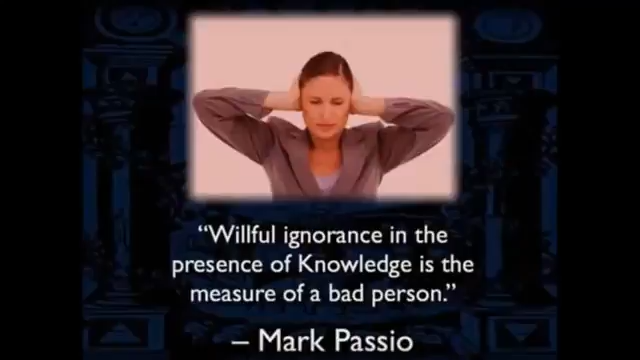 “Willful ignorance in the
presence of Knowledge is the
measure of a bad person.”
– Mark Passio